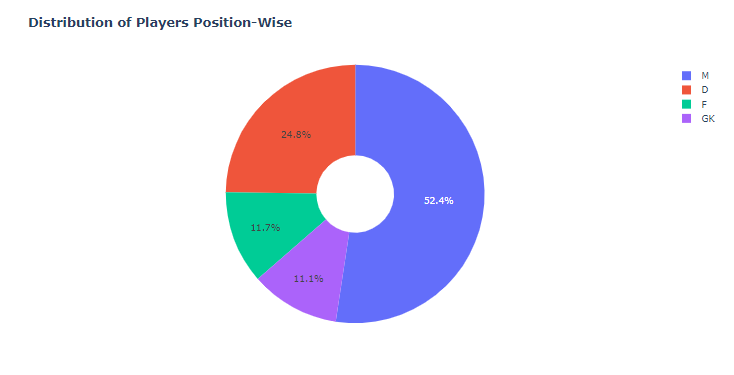 Distribution of Players Position-Wise
M
D
F
GK
24.8%
52.4%
11.7%
11.1%